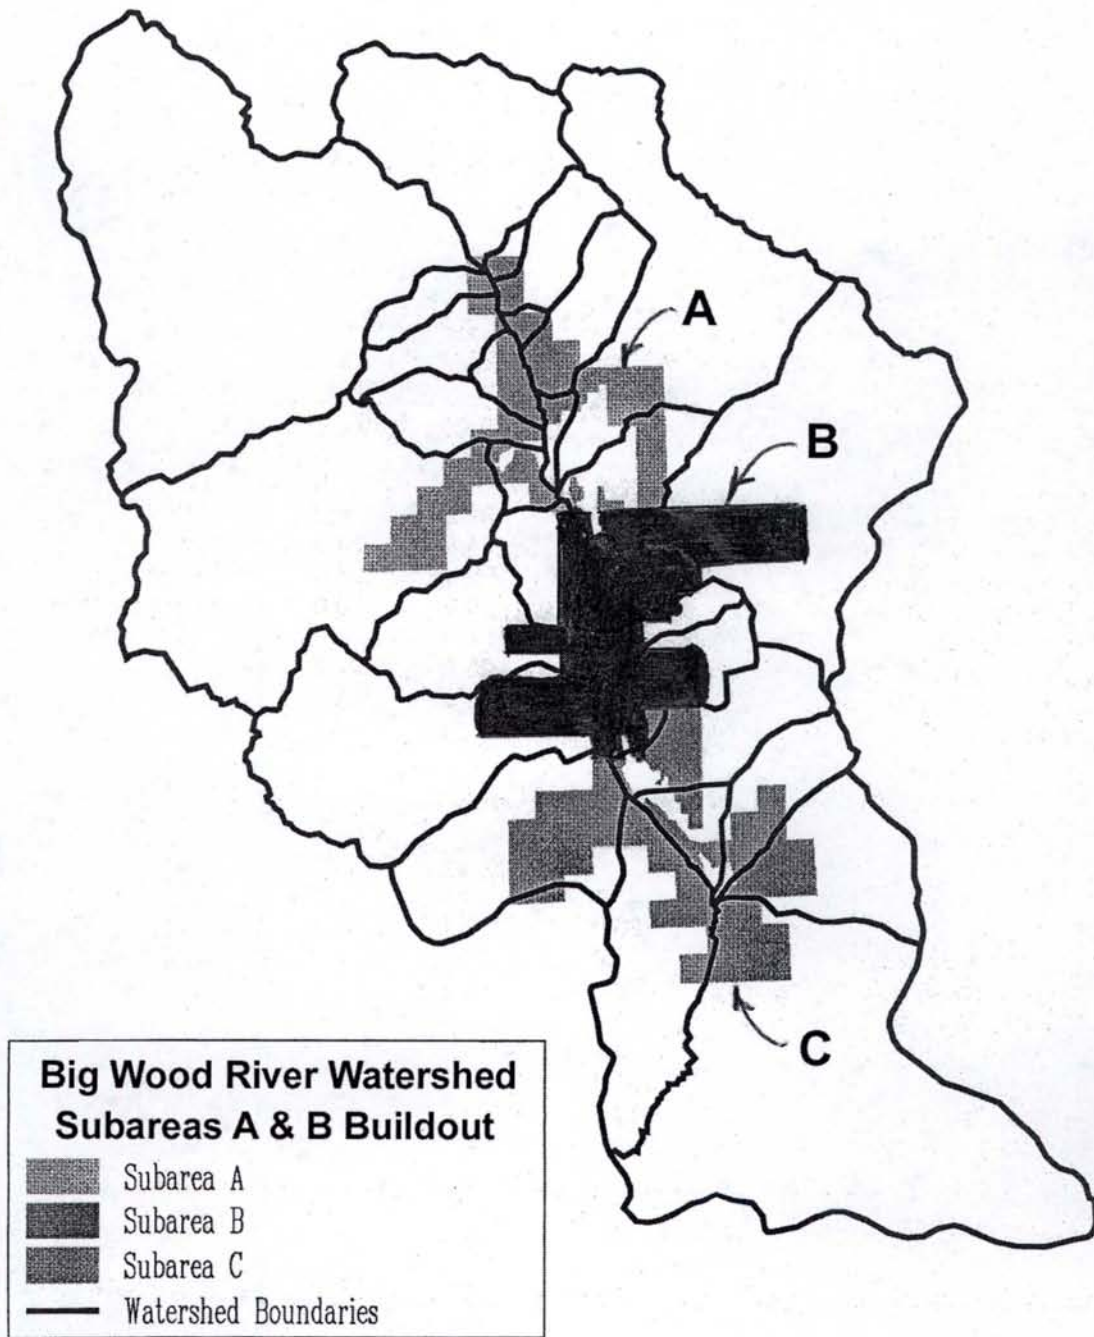 A
B
C
Big Wood River Watershed
Subareas A & B Buildout
Subarea A
Subarea B
Subarea C
Watershed Boundaries